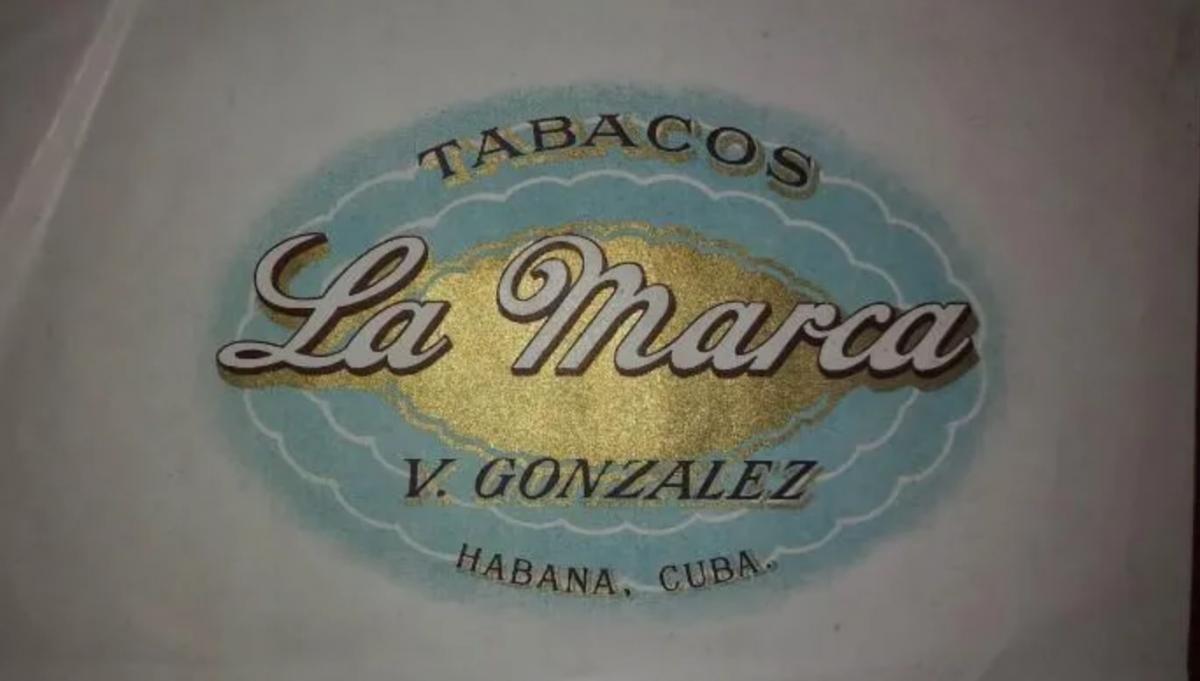 TABACOS
La Marca
V. GONZALEZ
HABANA, CUBA.